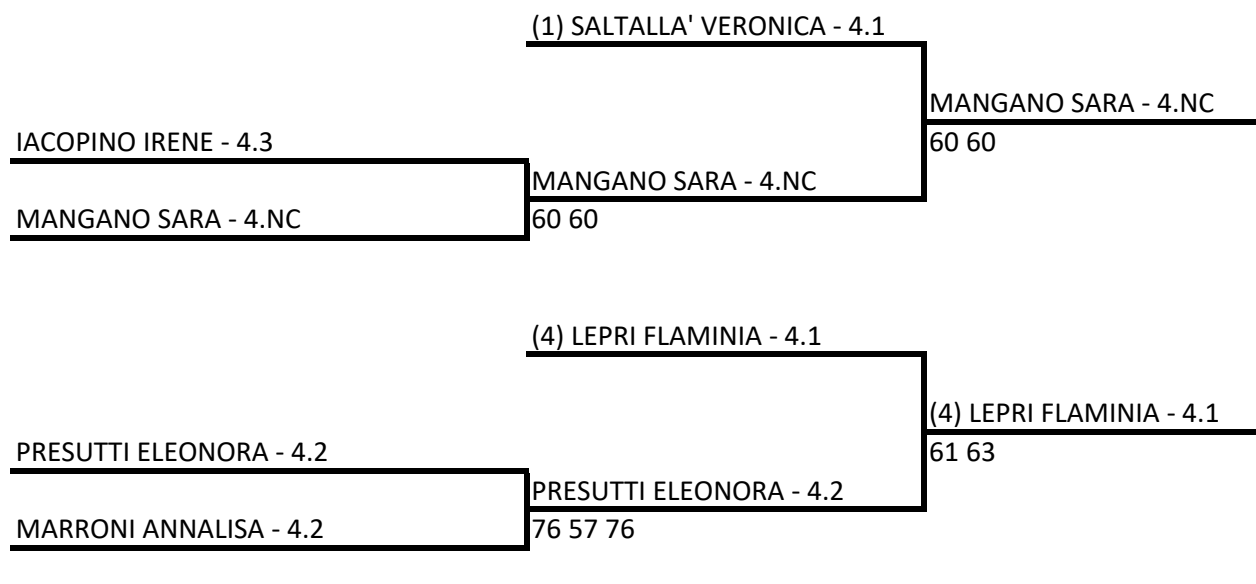 (1) SALTALLA' VERONICA - 4.1
MANGANO SARA - 4.NC
IACOPINO IRENE - 4.3
60 60
MANGANO SARA - 4.NC
MANGANO SARA - 4.NC
60 60
(4) LEPRI FLAMINIA - 4.1
(4) LEPRI FLAMINIA - 4.1
PRESUTTI ELEONORA - 4.2
61 63
PRESUTTI ELEONORA - 4.2
MARRONI ANNALISA - 4.2
76 57 76